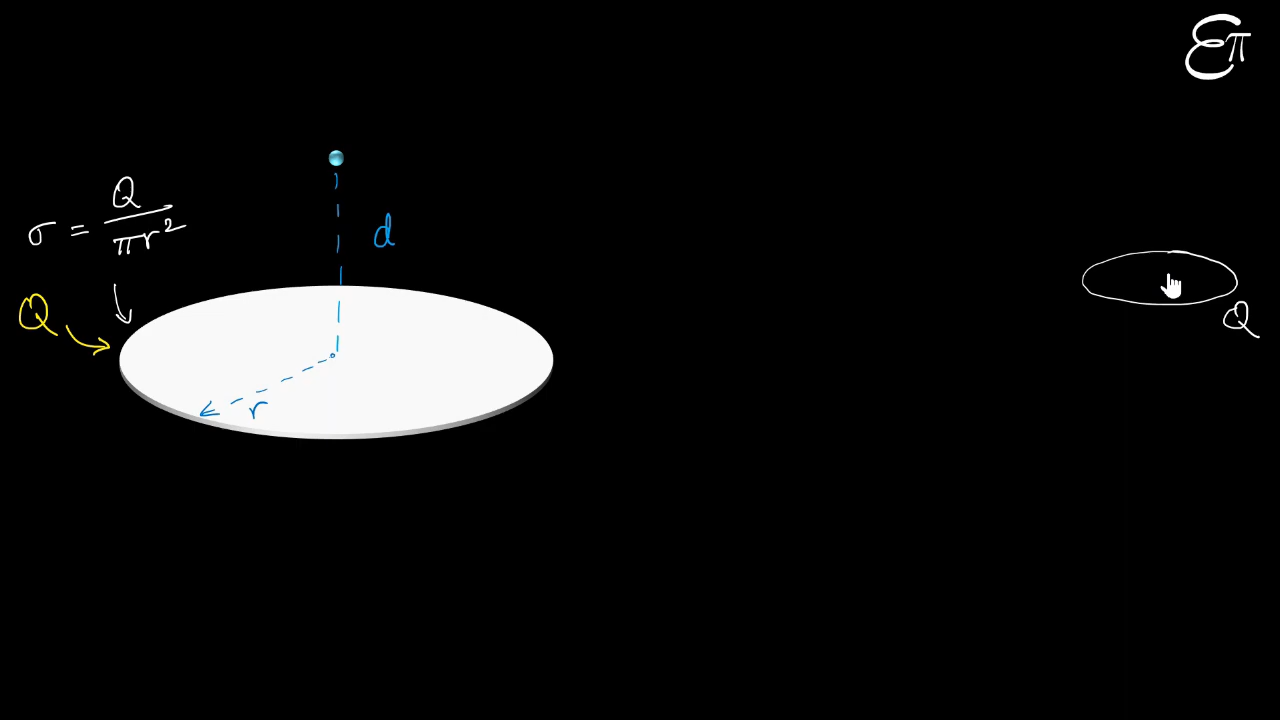 επ
σ = Q / πr²
d
Q
r
Q